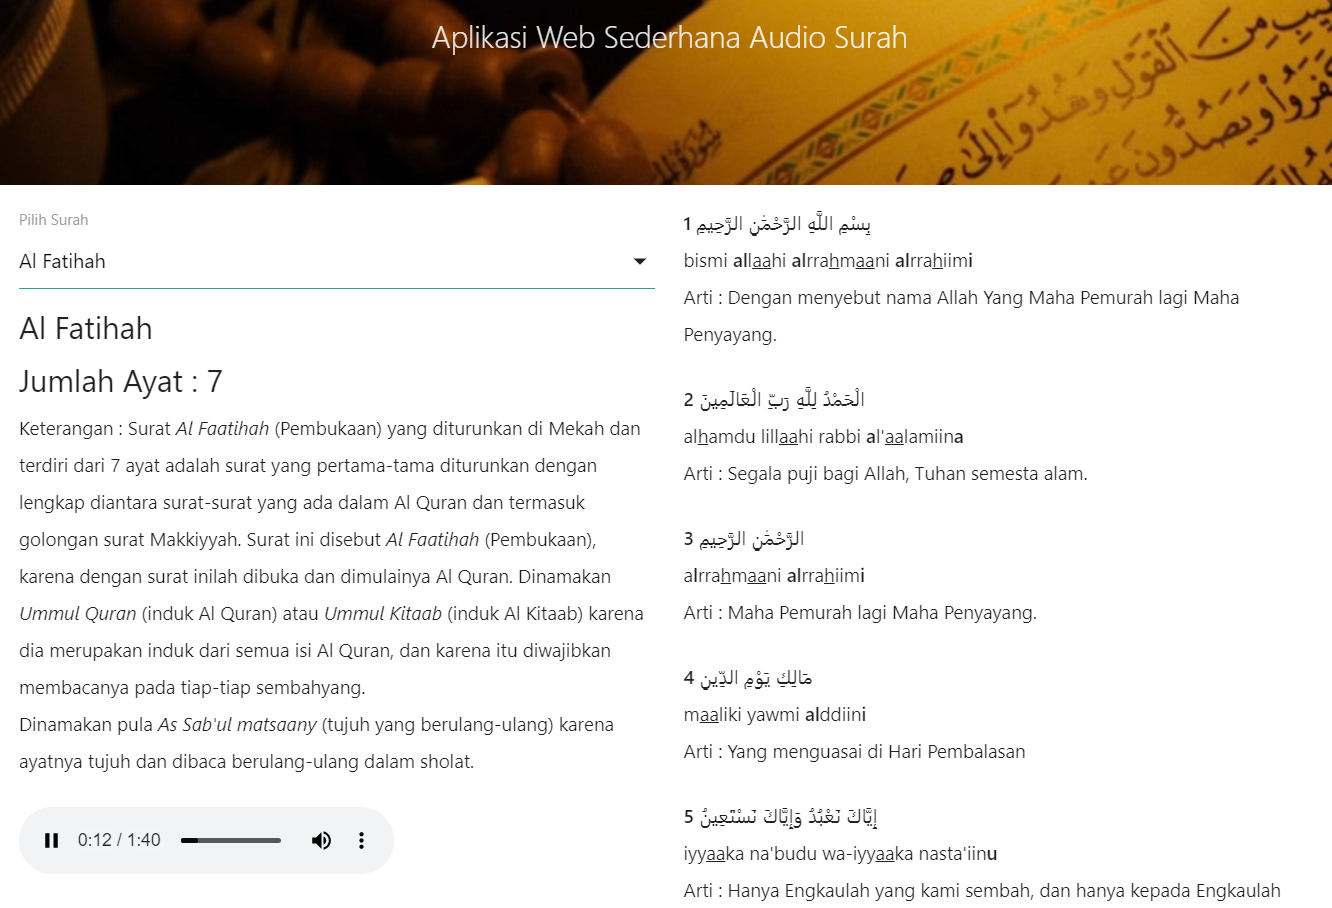 Aplikasi Web Sederhana Audio Surah
Pilih Surah
Al Fatihah
Al Fatihah
Jumlah Ayat : 7
Keterangan : Surat Al Faatihah (Pembukaan) yang diturunkan di Mekah dan
terdiri dari 7 ayat adalah surat yang pertama-tama diturunkan dengan
lengkap diantara surat-surat yang ada dalam Al Quran dan termasuk
golongan surat Makkiyyah. Surat ini disebut Al Faatihah (Pembukaan),
karena dengan surat inilah dibuka dan dimulainya Al Quran. Dinamakan
Ummul Quran (induk Al Quran) atau Ummul Kitaab (induk Al Kitaab) karena
dia merupakan induk dari semua isi Al Quran, dan karena itu diwajibkan
membacanya pada tiap-tiap sembahyang.
Dinamakan pula As Sab'ul matsaany (tujuh yang berulang-ulang) karena
ayatnya tujuh dan dibaca berulang-ulang dalam sholat.
0:12 / 1:40
1 بِسْمِ اللَّهِ الرَّحْمَٰنِ الرَّحِيمِ
bismi allaahi alrrahmaani alrrahiimi
Arti : Dengan menyebut nama Allah Yang Maha Pemurah lagi Maha
Penyayang.
2 الْحَمْدُ لِلَّهِ رَبِّ الْعَالَمِينَ
alhamdu lillaahi rabbi al'aalamiina
Arti : Segala puji bagi Allah, Tuhan semesta alam.
3 الرَّحْمَٰنِ الرَّحِيمِ
alrrahmaani alrrahiimi
Arti : Maha Pemurah lagi Maha Penyayang.
4 مَالِكِ يَوْمِ الدِّينِ
maaliki yawmi alddiini
Arti : Yang menguasai di Hari Pembalasan
5 إِيَّاكَ نَعْبُدُ وَإِيَّاكَ نَسْتَعِينُ
iyyaaka na'budu wa-iyyaaka nasta'iinu
Arti : Hanya Engkaulah yang kami sembah, dan hanya kepada Engkaulah